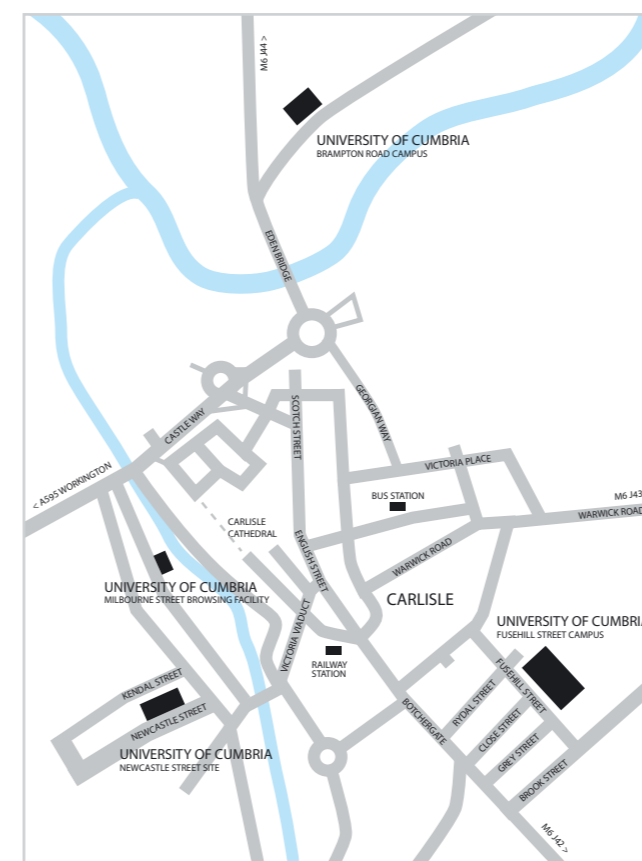 M6 J44 >
UNIVERSITY OF CUMBRIA
BRAMPTON ROAD CAMPUS
EDEN BRIDGE
SCOTCH STREET
GEORGIAN WAY
CASTLE WAY
VICTORIA PLACE
< A595 WORKINGTON
BUS STATION
M6 J43
WARWICK ROAD
CARLISLE
CATHEDRAL
ENGLISH STREET
WARWICK ROAD
UNIVERSITY OF CUMBRIA
MILBOURNE STREET BROWSING FACILITY
CARLISLE
VICTORIA VIADUCT
UNIVERSITY OF CUMBRIA
FUSEHILL STREET CAMPUS
RAILWAY
STATION
KENDAL STREET
NEWCASTLE STREET
UNIVERSITY OF CUMBRIA
NEWCASTLE STREET SITE
BOTCHERGATE
RYDAL STREET
FUSEHILL STREET
CLOSE STREET
GREY STREET
BROOK STREET
M6 J42 >